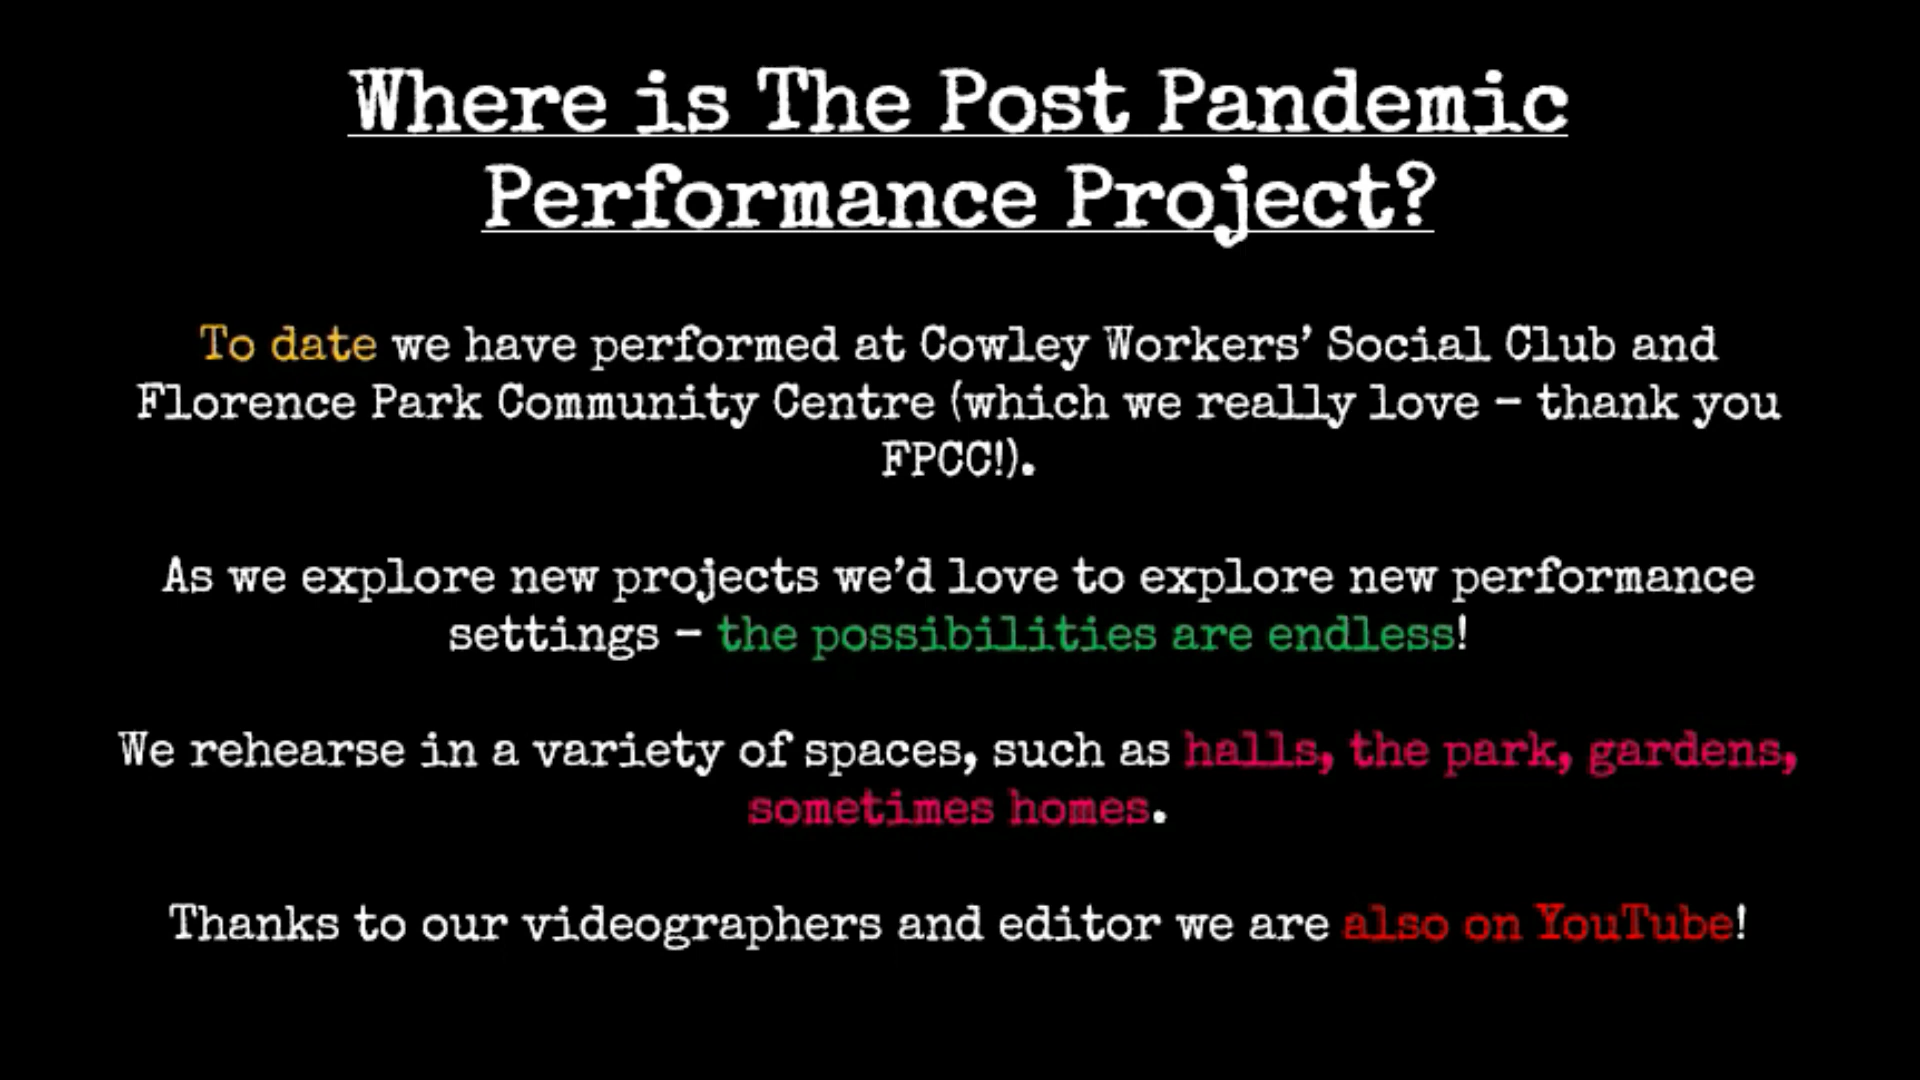 Where is The Post Pandemic
Performance Project?
To date we have performed at Cowley Workers’ Social Club and
Florence Park Community Centre (which we really love – thank you
FPCC!).
As we explore new projects we’d love to explore new performance
settings – the possibilities are endless!
We rehearse in a variety of spaces, such as halls, the park, gardens,
sometimes homes.
Thanks to our videographers and editor we are also on YouTube!